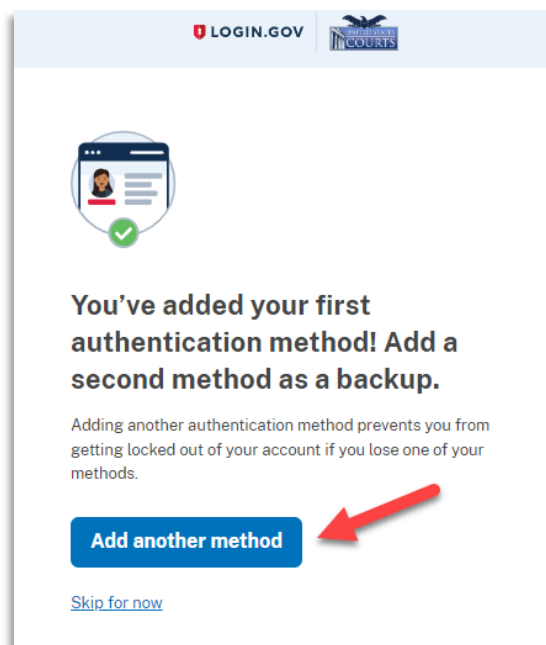 LOGIN.GOV
UNITED STATES
COURTS
You’ve added your first
authentication method! Add a
second method as a backup.
Adding another authentication method prevents you from
getting locked out of your account if you lose one of your
methods.
Add another method
Skip for now